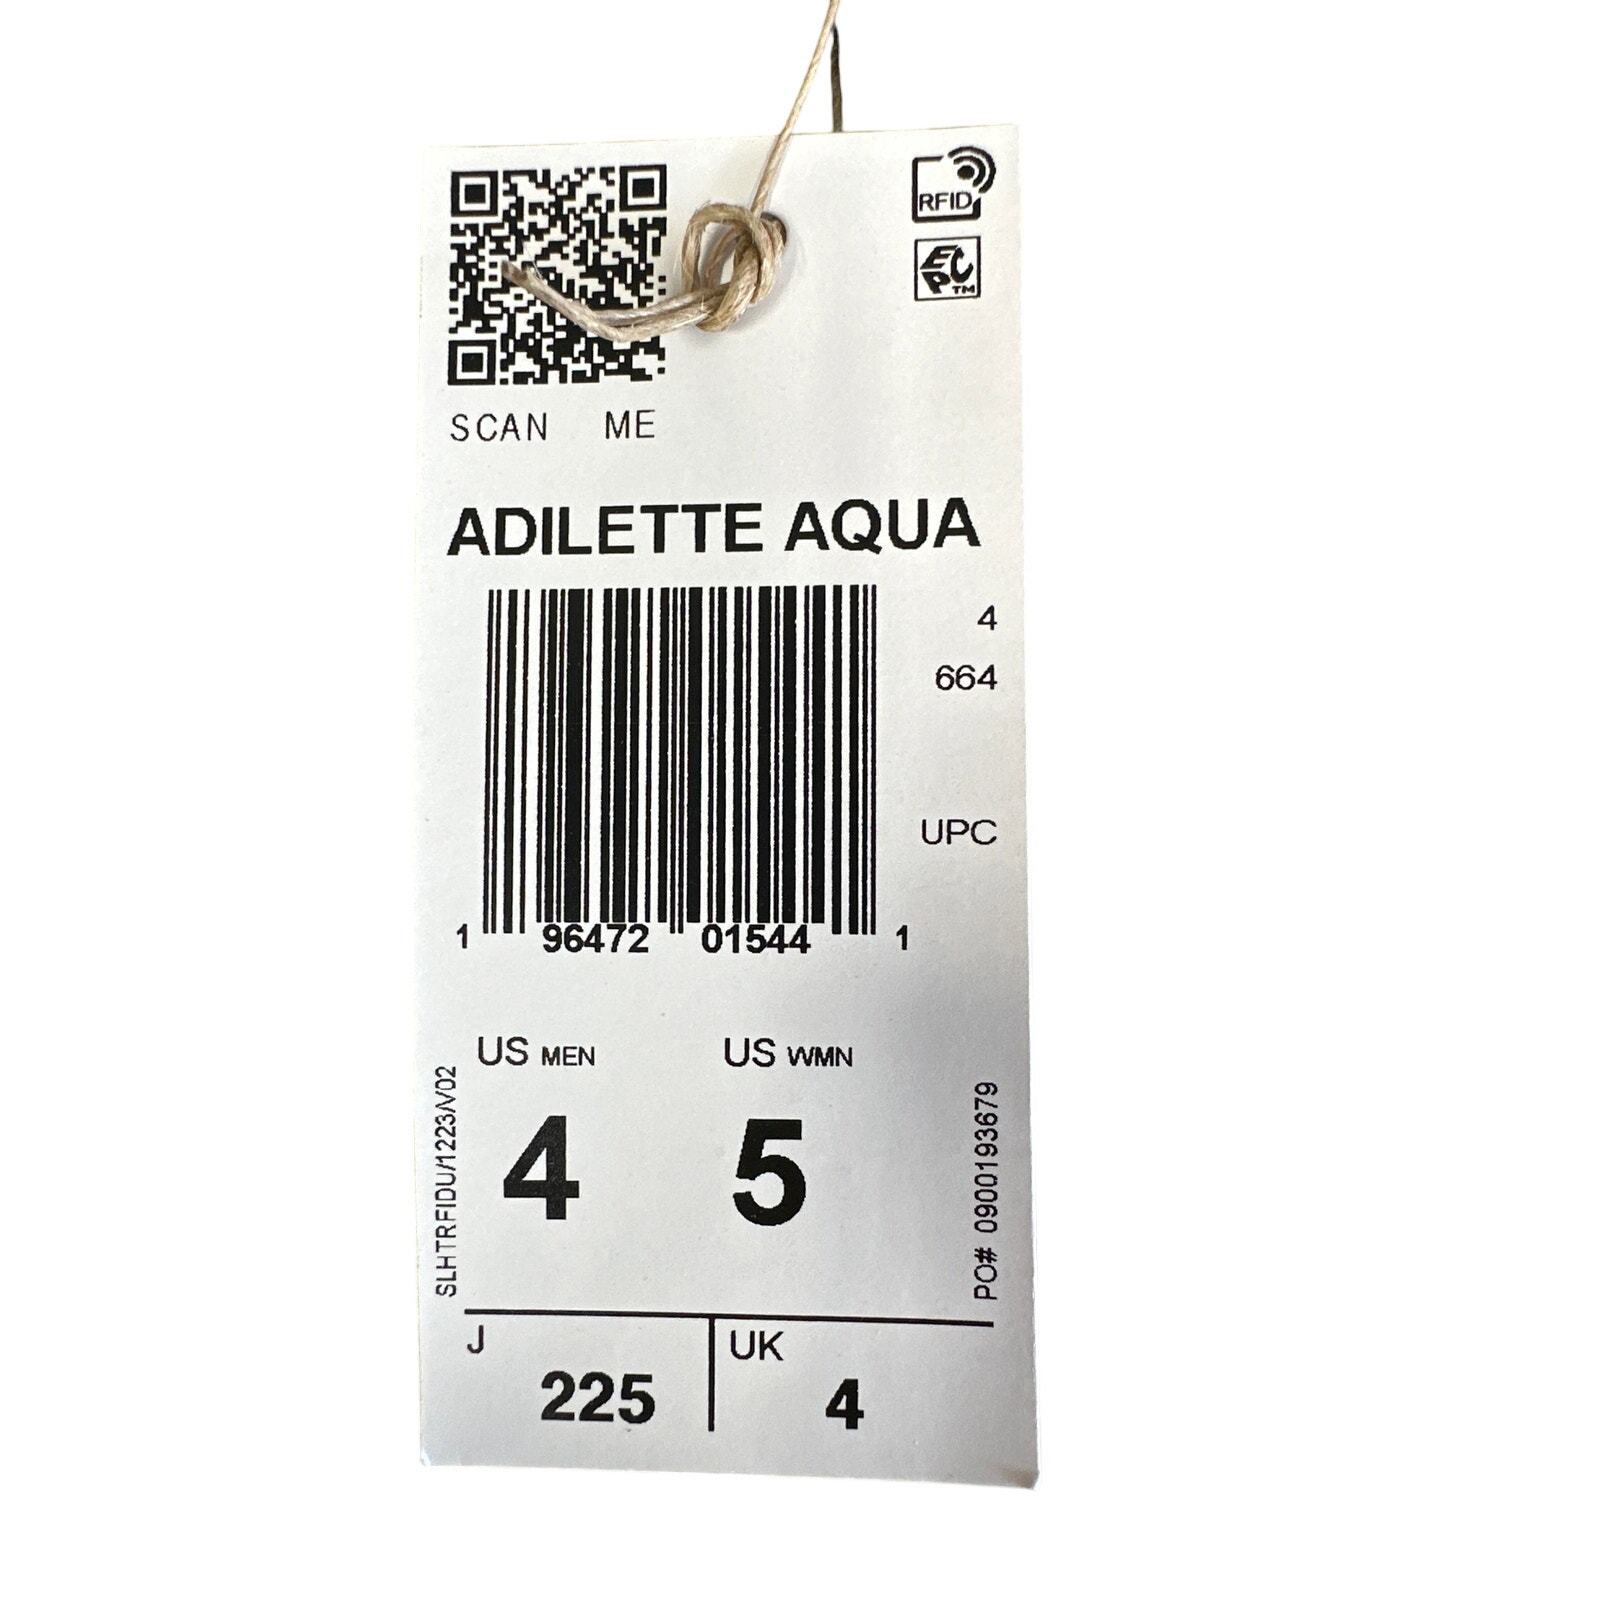 RFID
EPC™
SCAN ME
ADILETTE AQUA
4
664
UPC
1 96472 01544 1
US MEN US WMN
4 5
SLHTRFIDU/1223/V02
PO# 0900193679
J UK
225 4